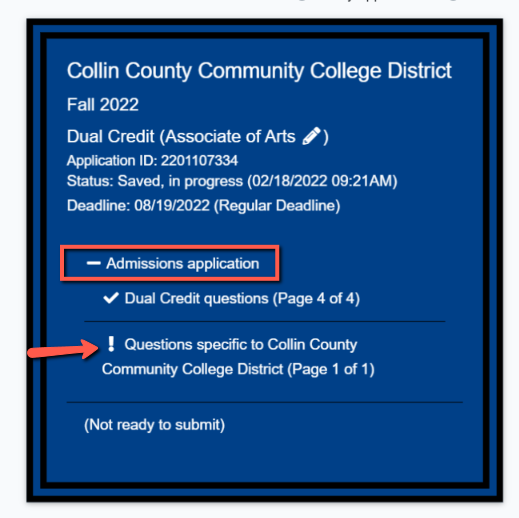 Collin County Community College District
Fall 2022
Dual Credit (Associate of Arts )
Application ID: 2201107334
Status: Saved, in progress (02/18/2022 09:21AM)
Deadline: 08/19/2022 (Regular Deadline)
Admissions application
Dual Credit questions (Page 4 of 4)
Questions specific to Collin County
Community College District (Page 1 of 1)
(Not ready to submit)